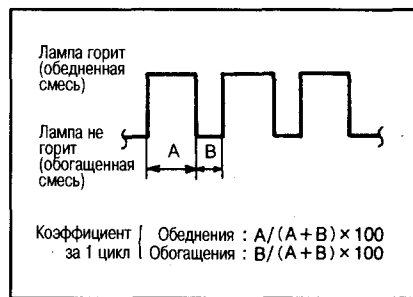 Лампа горит
(обедненная
смесь)
Лампа не
горит
(обогащенная
смесь)
A
B
Коэффициент
за 1 цикл
Обеднения : A/(A+B)×100
Обогащения : B/(A+B)×100